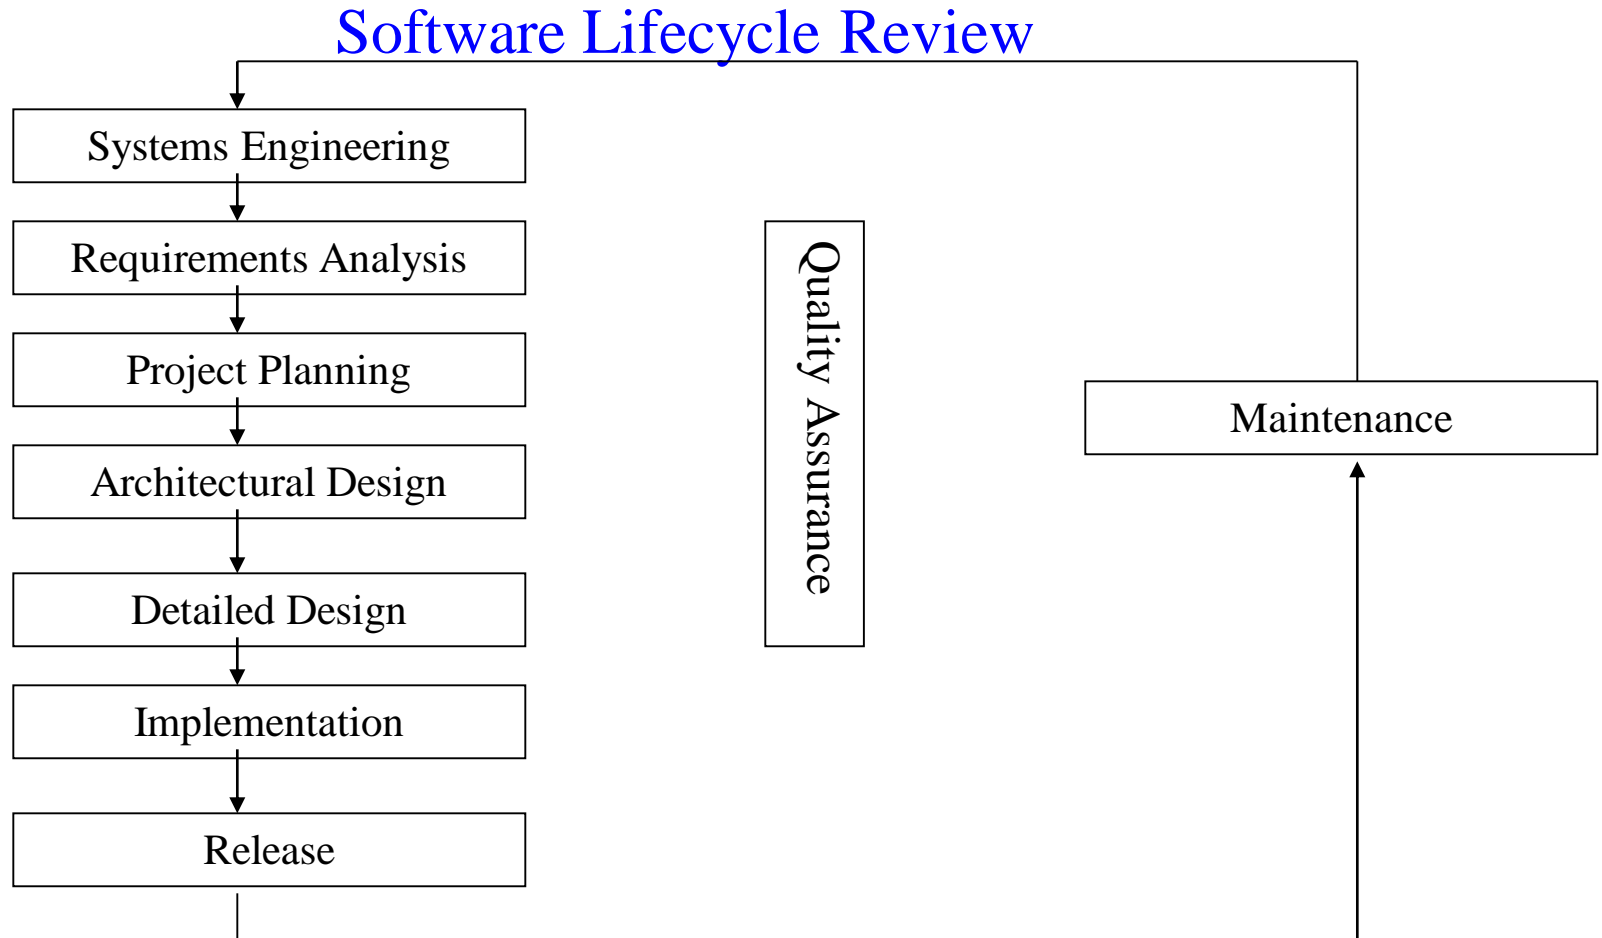 Software Lifecycle Review
Systems Engineering
Requirements Analysis
Project Planning
Architectural Design
Detailed Design
Implementation
Release
Quality Assurance
Maintenance